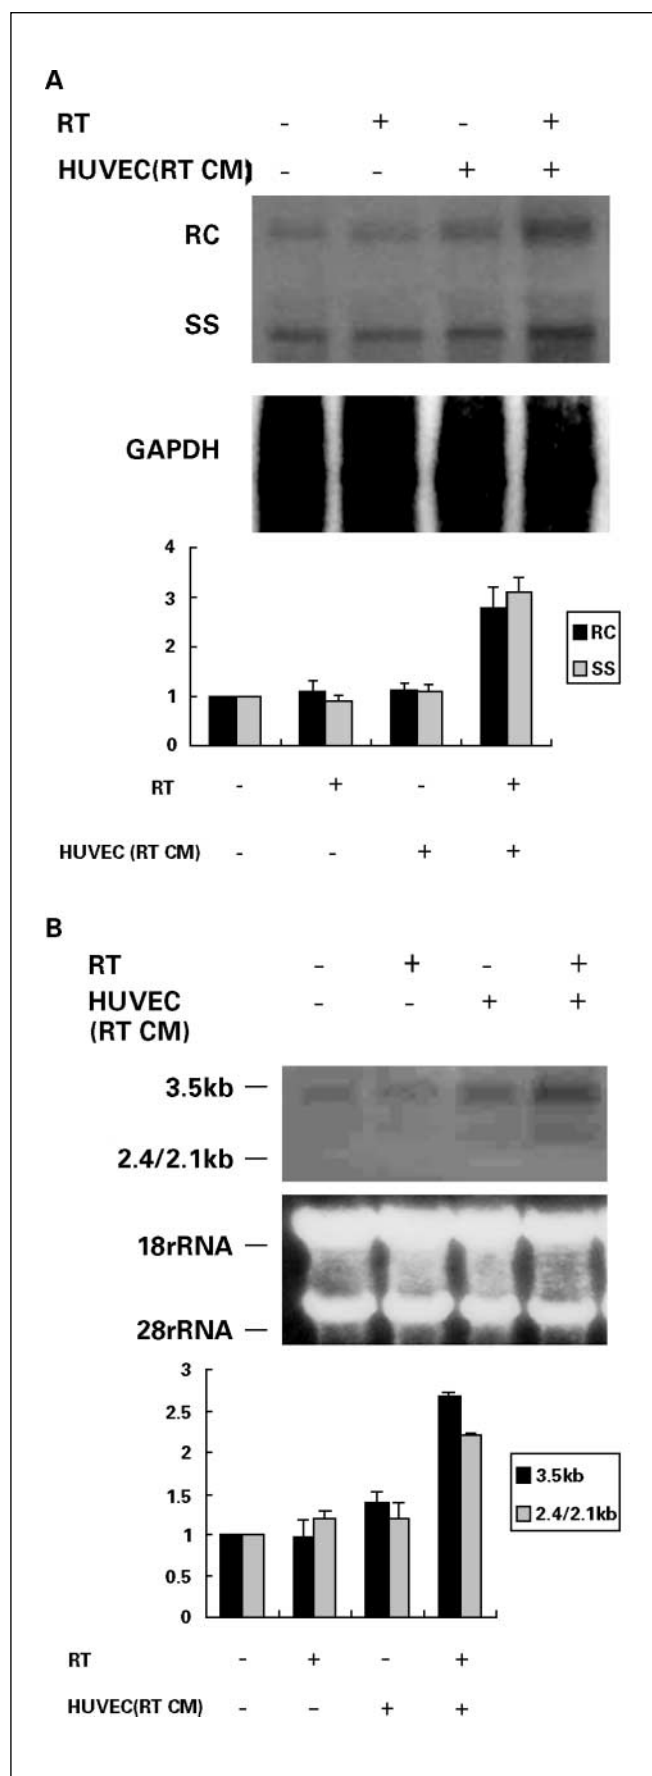 A
RT - + - +
HUVEC(RT CM) - - + +
RC
SS
GAPDH
4
3
2
1
0
RC
SS
RT - + - +
HUVEC (RT CM) - - + +
B
RT - + - +
HUVEC - - + +
(RT CM)
3.5kb
2.4/2.1kb
18rRNA
28rRNA
3
2.5
2
1.5
1
0.5
0
3.5kb
2.4/2.1kb
RT - + - +
HUVEC(RT CM) - - + +